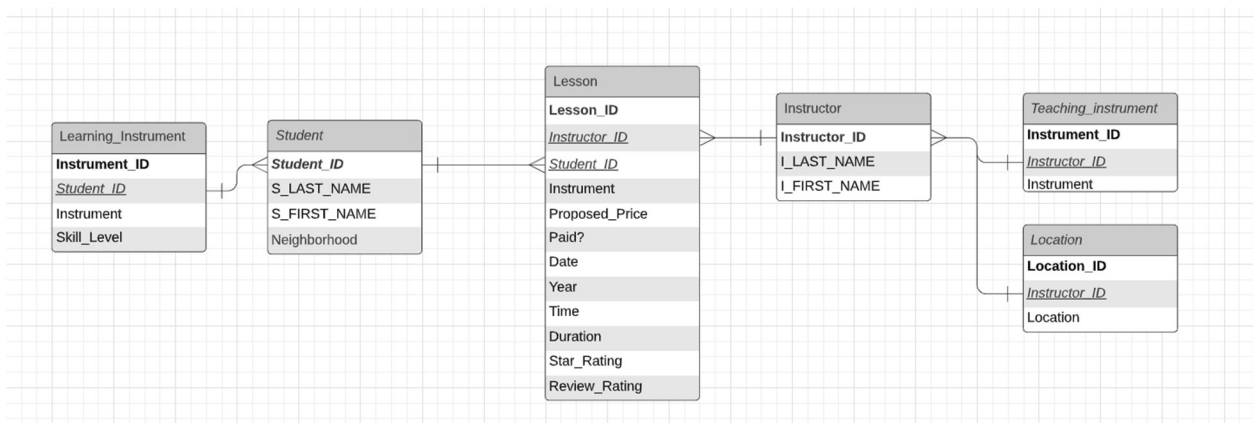 Learning_Instrument
Instrument_ID
Student_ID
Instrument
Skill_Level
Student
Student_ID
S_LAST_NAME
S_FIRST_NAME
Neighborhood
Lesson
Lesson_ID
Instructor_ID
Student_ID
Instrument
Proposed_Price
Paid?
Date
Year
Time
Duration
Star_Rating
Review_Rating
Instructor
Instructor_ID
I_LAST_NAME
I_FIRST_NAME
Teaching_instrument
Instrument_ID
Instructor_ID
Instrument
Location
Location_ID
Instructor_ID
Location